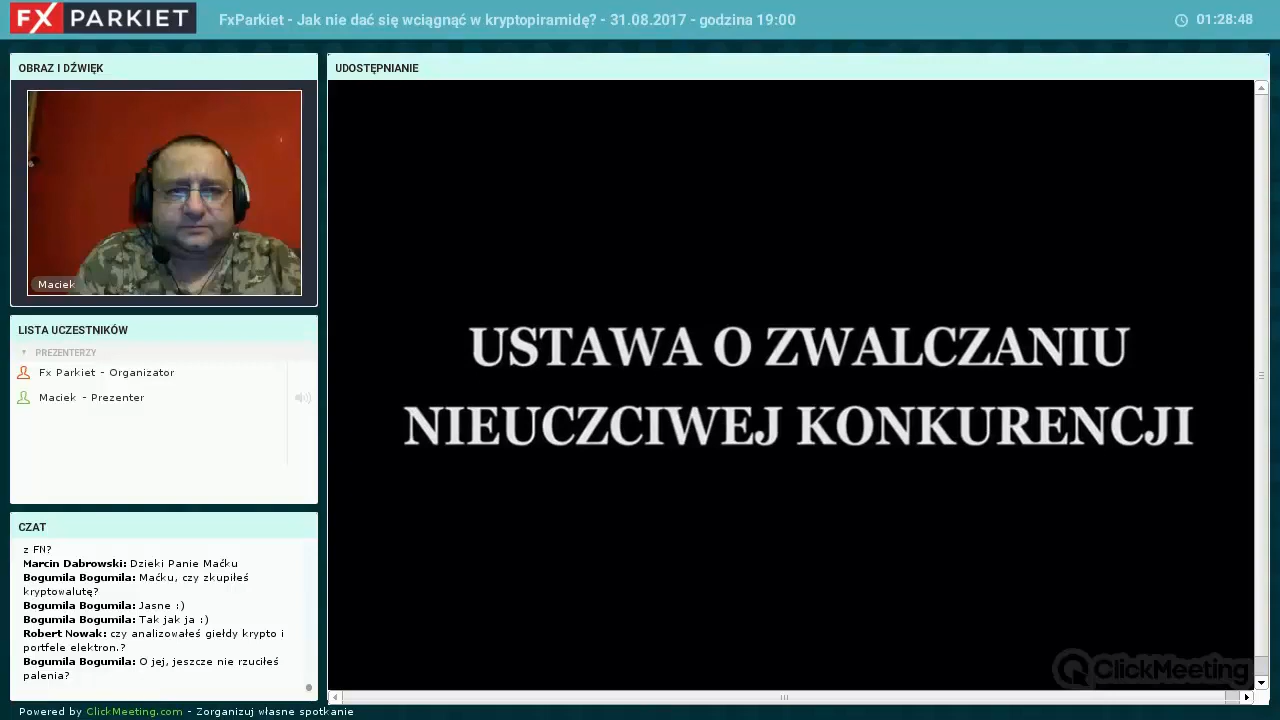 FX PARKIET
FxParkiet - Jak nie dać się wciągnąć w kryptopiramidę? - 31.08.2017 - godzina 19:00
01:28:48
OBRAZ I DŹWIĘK
Maciek
LISTA UCZESTNIKÓW
PREZENTERZY
Fx Parkiet - Organizator
Maciek - Prezenter
CZAT
z FN?
Marcin Dabrowski: Dzieki Panie Maćku
Bogumila Bogumila: Maćku, czy zkupiłeś
kryptowalutę?
Bogumila Bogumila: Jasne :)
Bogumila Bogumila: Tak jak ja :)
Robert Nowak: czy analizowałeś giełdy krypto i
portfele elektron.?
Bogumila Bogumila: O jej, jeszcze nie rzuciłeś
palenia?
UDOSTĘPNIANIE
USTAWA O ZWALCZANIU
NIEUCZCIWEJ KONKURENCJI
ClickMeeting
Powered by ClickMeeting.com - Zorganizuj własne spotkanie